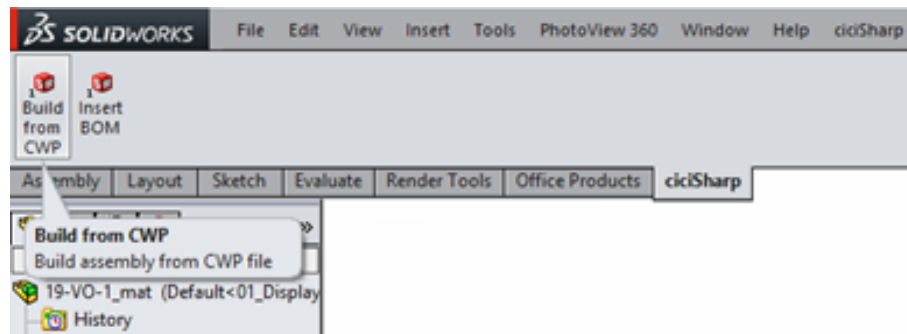 SOLIDWORKS File Edit View Insert Tools PhotoView 360 Window Help ciciSharp
Build from CWP
Insert BOM
Assembly Layout Sketch Evaluate Render Tools Office Products ciciSharp
Build from CWP
Build assembly from CWP file
19-VO-1_mat (Default<01_Display
History